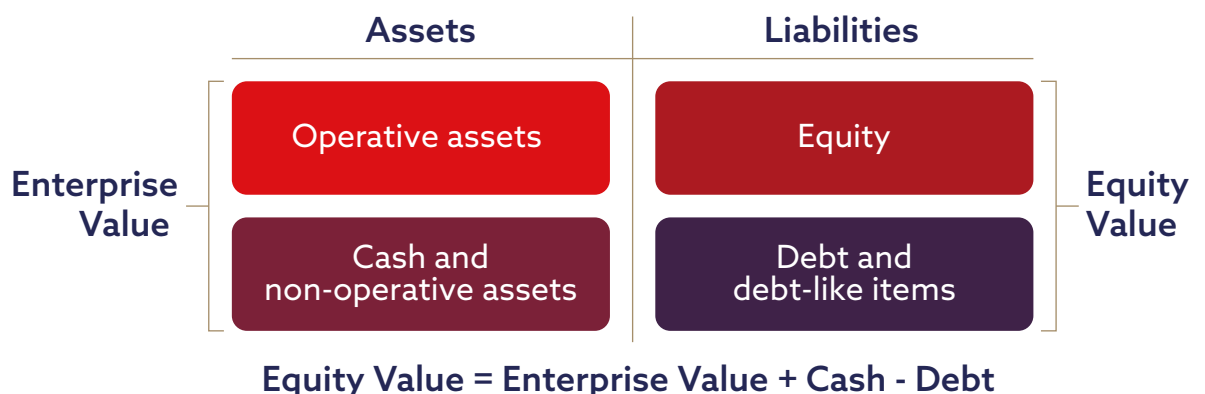 Assets
Liabilities
Enterprise
Value
Operative assets
Equity
Equity
Value
Cash and
non-operative assets
Debt and
debt-like items
Equity Value = Enterprise Value + Cash - Debt